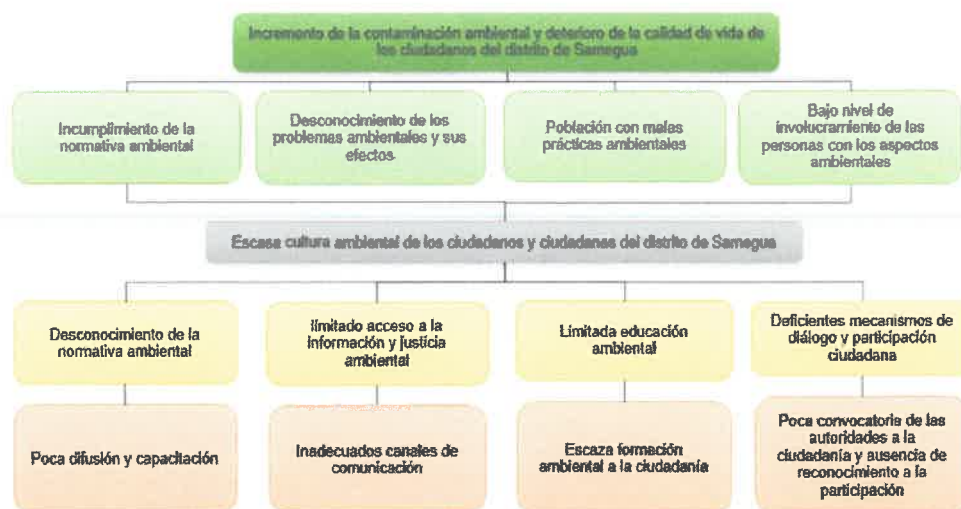 Incremento de la contaminación ambiental y deterioro de la calidad de vida de
los ciudadanos del distrito de Samegua
Incumplimiento de la
normativa ambiental
Desconocimiento de los
problemas ambientales y sus
efectos
Población con malas
prácticas ambientales
Bajo nivel de
involucramiento de las
personas con los aspectos
ambientales
Escasa cultura ambiental de los ciudadanos y ciudadanas del distrito de Samegua
Desconocimiento de la
normativa ambiental
limitado acceso a la
información y justicia
ambiental
Limitada educación
ambiental
Deficientes mecanismos de
diálogo y participación
ciudadana
Poca difusión y capacitación
Inadecuados canales de
comunicación
Escaza formación
ambiental a la ciudadanía
Poca convocatoria de las
autoridades a la
ciudadanía y ausencia de
reconocimiento a la
participación